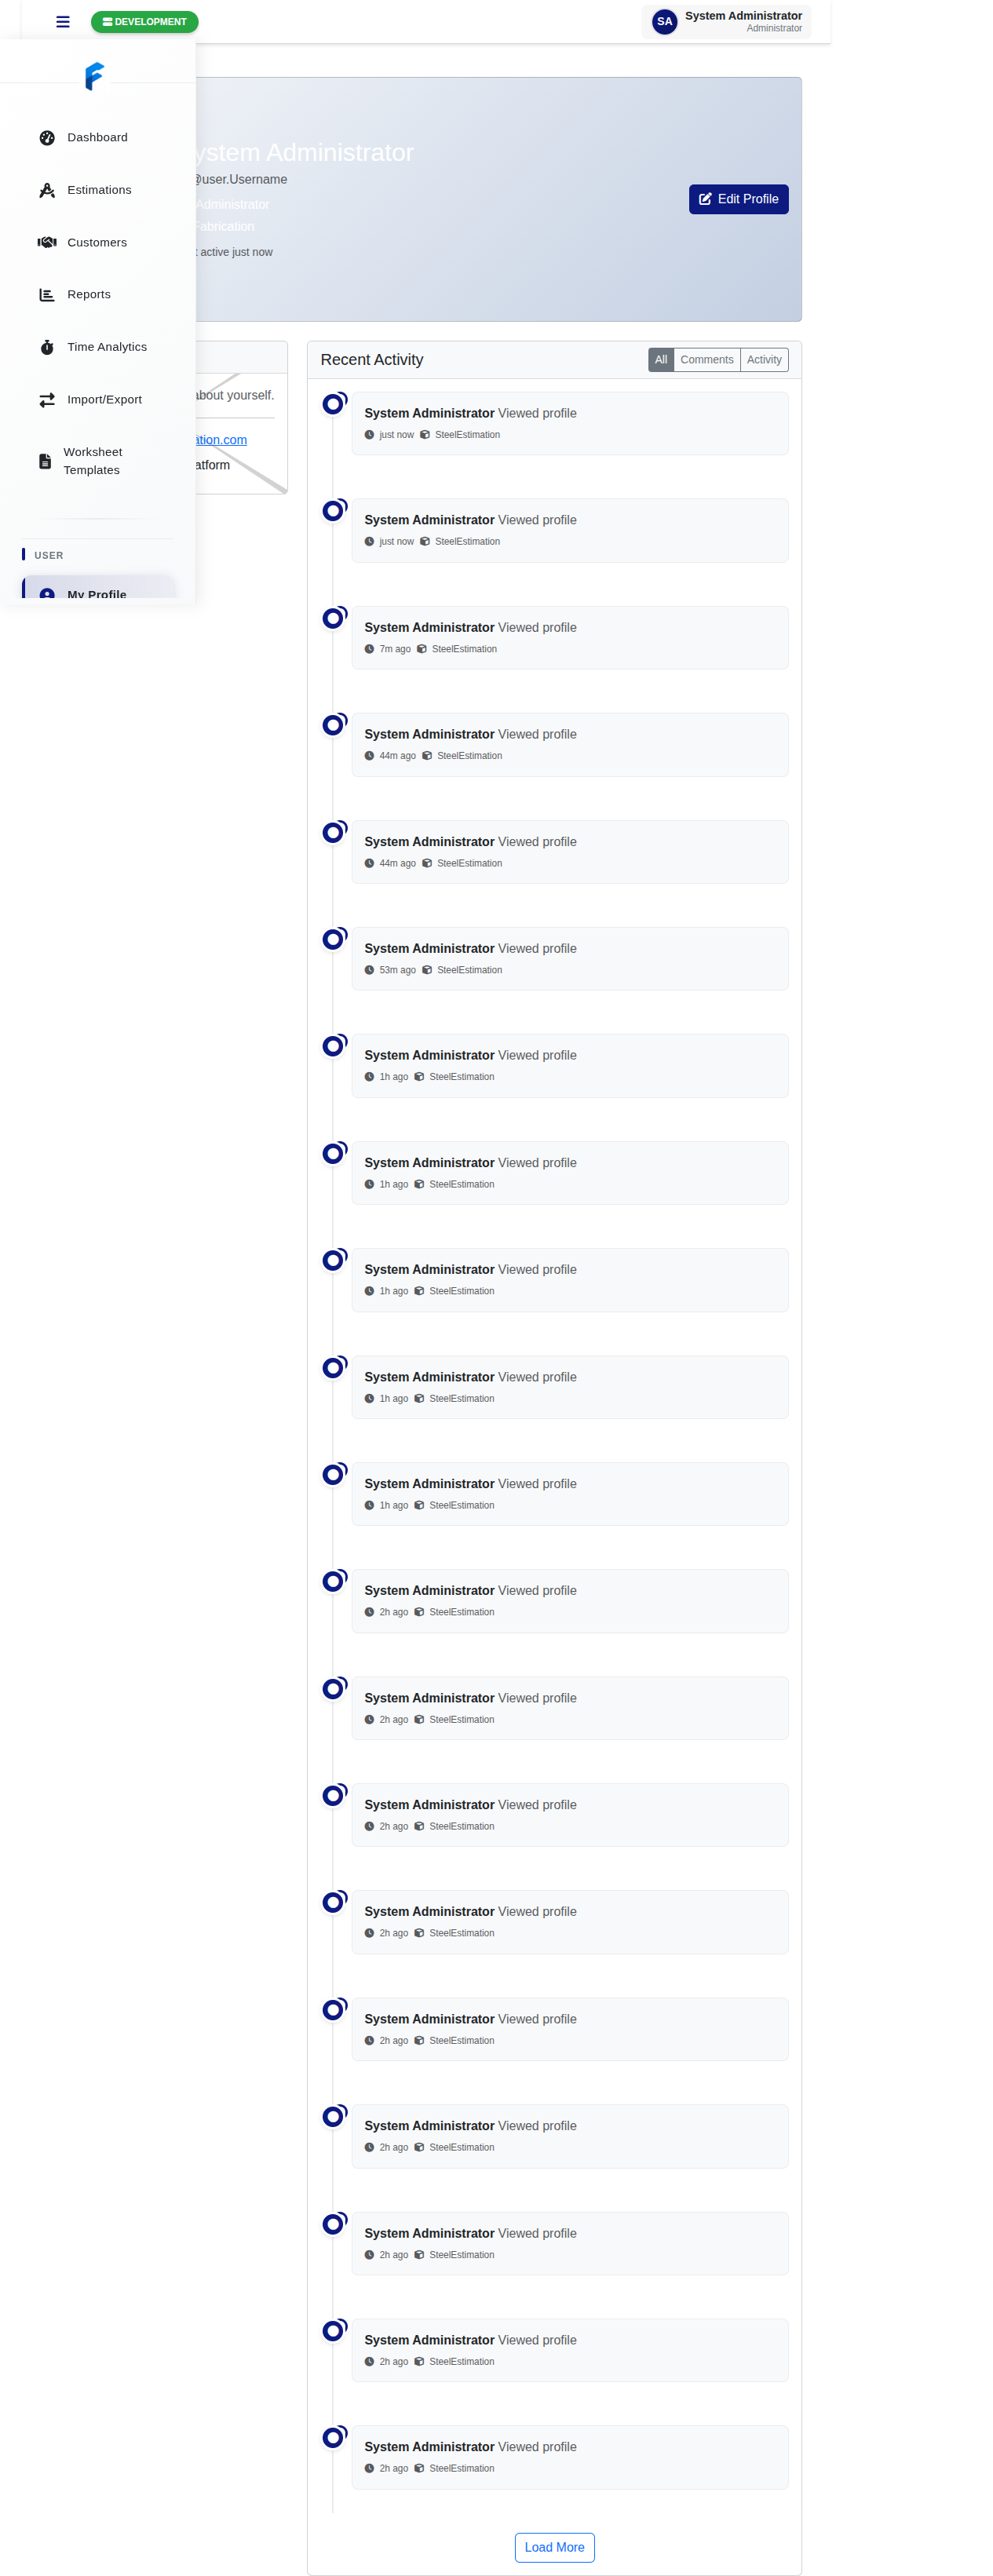 DEVELOPMENT
SA
System Administrator
Administrator
Dashboard
Estimations
Customers
Reports
Time Analytics
Import/Export
Worksheet
Templates
USER
My Profile
ystem Administrator
@user.Username
Administrator
Fabrication
t active just now
Edit Profile
about yourself.
ation.com
atform
Recent Activity
All
Comments
Activity
System Administrator Viewed profile
just now SteelEstimation
System Administrator Viewed profile
just now SteelEstimation
System Administrator Viewed profile
7m ago SteelEstimation
System Administrator Viewed profile
44m ago SteelEstimation
System Administrator Viewed profile
44m ago SteelEstimation
System Administrator Viewed profile
53m ago SteelEstimation
System Administrator Viewed profile
1h ago SteelEstimation
System Administrator Viewed profile
1h ago SteelEstimation
System Administrator Viewed profile
1h ago SteelEstimation
System Administrator Viewed profile
1h ago SteelEstimation
System Administrator Viewed profile
1h ago SteelEstimation
System Administrator Viewed profile
2h ago SteelEstimation
System Administrator Viewed profile
2h ago SteelEstimation
System Administrator Viewed profile
2h ago SteelEstimation
System Administrator Viewed profile
2h ago SteelEstimation
System Administrator Viewed profile
2h ago SteelEstimation
System Administrator Viewed profile
2h ago SteelEstimation
System Administrator Viewed profile
2h ago SteelEstimation
System Administrator Viewed profile
2h ago SteelEstimation
System Administrator Viewed profile
2h ago SteelEstimation
Load More